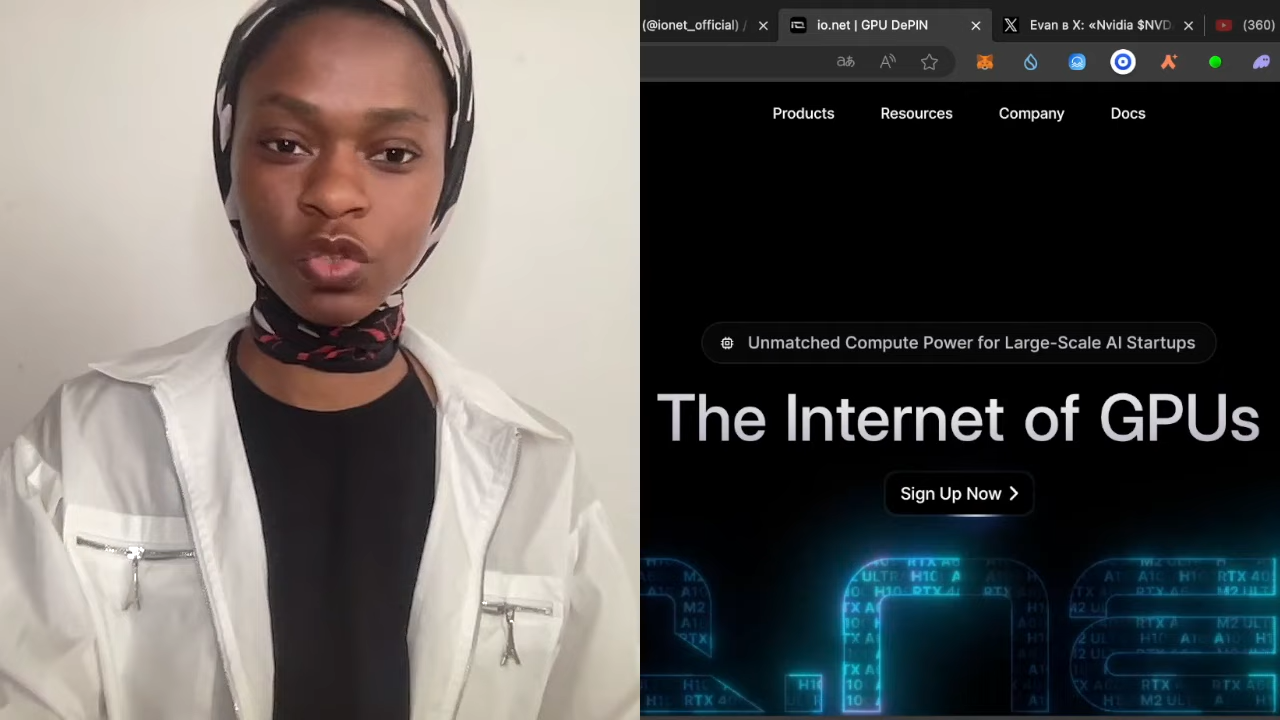 (@ionet_official) /
io.net | GPU DePIN
Evan в X: «Nvidia $NVD
(360)
Products
Resources
Company
Docs
Unmatched Compute Power for Large-Scale AI Startups
The Internet of GPUs
Sign Up Now